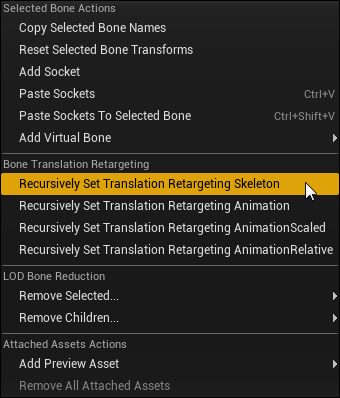 Selected Bone Actions
Copy Selected Bone Names
Reset Selected Bone Transforms
Add Socket
Paste Sockets Ctrl+V
Paste Sockets To Selected Bone Ctrl+Shift+V
Add Virtual Bone
Bone Translation Retargeting
Recursively Set Translation Retargeting Skeleton
Recursively Set Translation Retargeting Animation
Recursively Set Translation Retargeting AnimationScaled
Recursively Set Translation Retargeting AnimationRelative
LOD Bone Reduction
Remove Selected...
Remove Children...
Attached Assets Actions
Add Preview Asset
Remove All Attached Assets